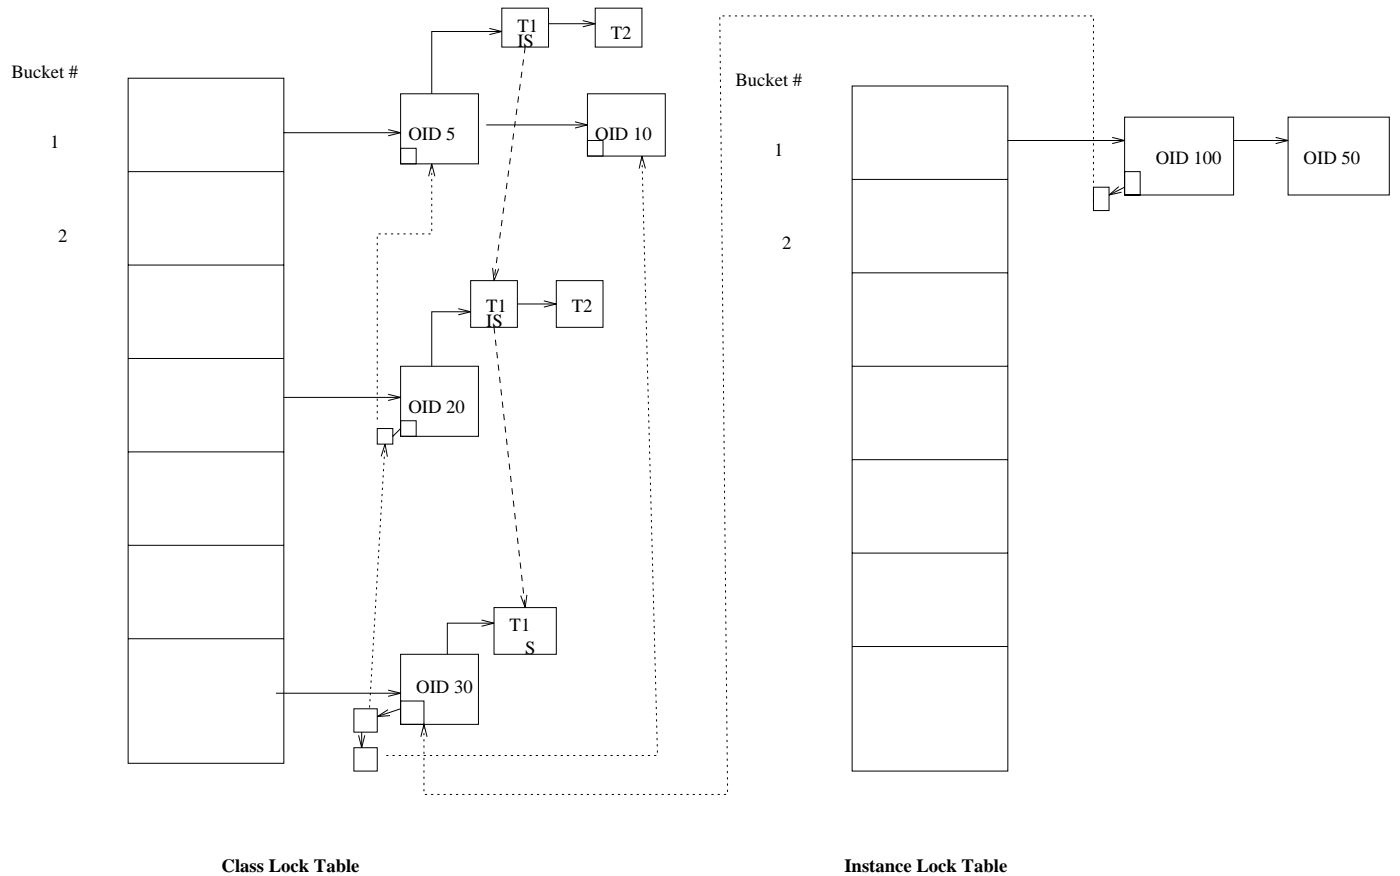 T1
IS
T2
Bucket #
OID 5
OID 10
1
2
T1
IS
T2
OID 20
T1
S
OID 30
Class Lock Table
Bucket #
1
OID 100
OID 50
2
Instance Lock Table